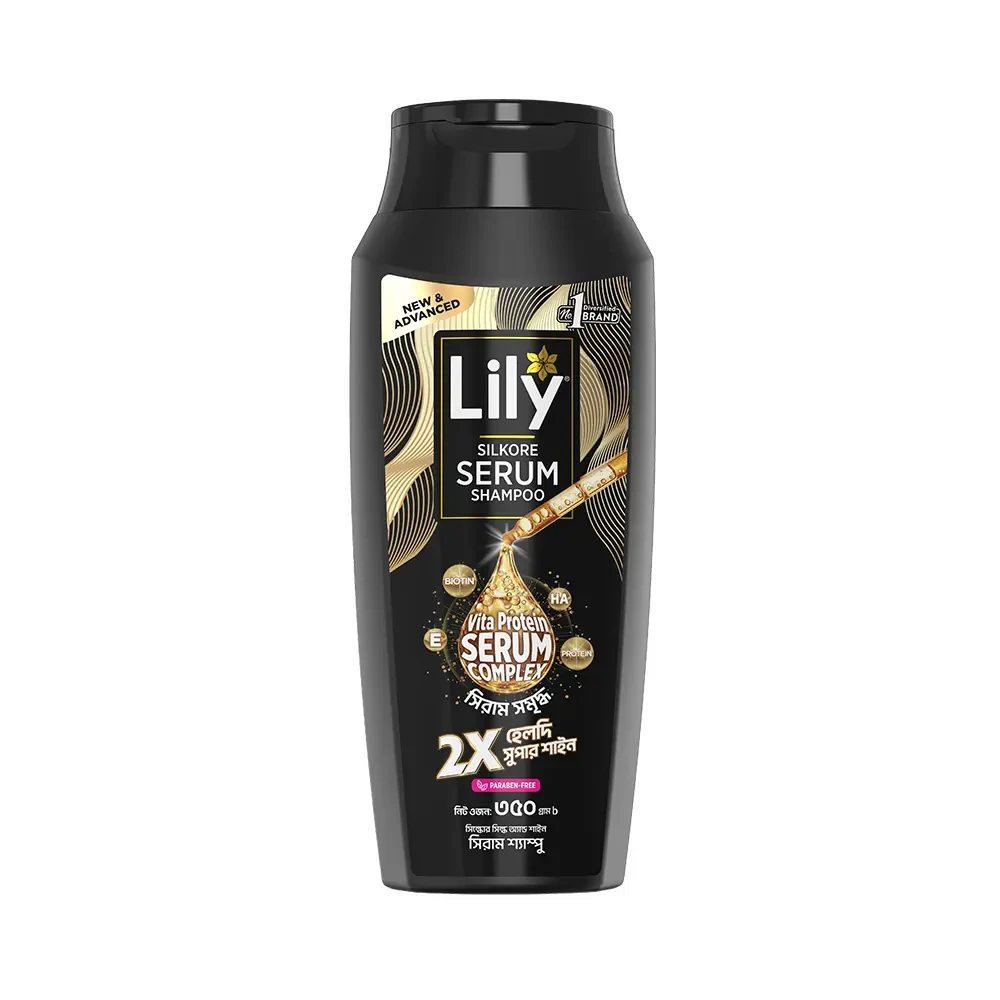 NEW &
ADVANCED
No. 1 Diversified
BRAND
Lily®
SILKORE
SERUM
SHAMPOO
BIOTIN
HA
E
PROTEIN
Vita Protein
SERUM
COMPLEX
সিরাম সমৃদ্ধ
2X হেলদি
সুপার শাইন
PARABEN-FREE
নিট ওজন: ৩৫০ গ্রাম b
সিল্কোর সিল্ক অ্যান্ড শাইন
সিরাম শ্যাম্পু